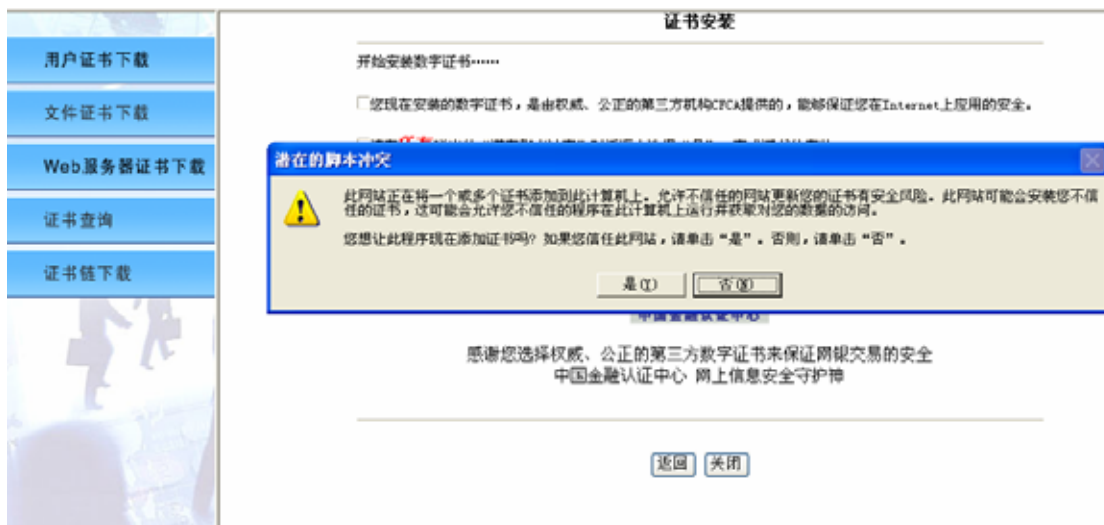 证书安装
用户证书下载
文件证书下载
Web服务器证书下载
证书查询
证书链下载
开始安装数字证书……
您现在安装的数字证书，是由权威、公正的第三方机构CFCA提供的，能够保证您在Internet上应用的安全。
潜在的脚本冲突
此网站正在将一个或多个证书添加到此计算机上。允许不信任的网站更新您的证书有安全风险。此网站可能会安装您不信
任的证书，这可能会允许您不信任的程序在此计算机上运行并获取对您的数据的访问。
您想让此程序现在添加证书吗? 如果您信任此网站，请单击“是”。否则，请单击“否”。
是(Y)
否(N)
中国金融认证中心
感谢您选择权威、公正的第三方数字证书来保证网银交易的安全
中国金融认证中心 网上信息安全守护神
返回 关闭